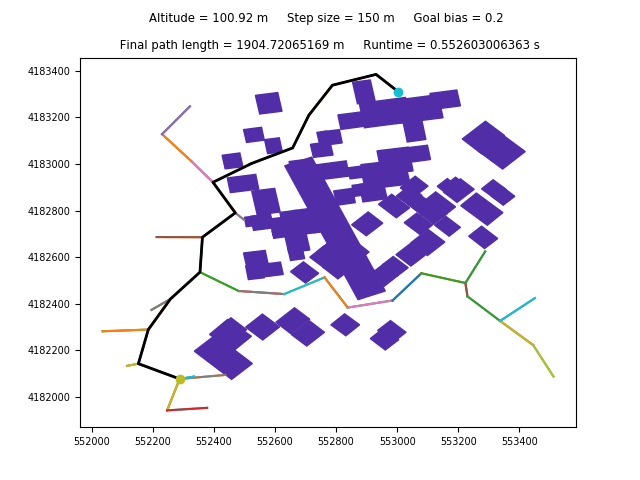 Altitude = 100.92 m     Step size = 150 m     Goal bias = 0.2
Final path length = 1904.72065169 m     Runtime = 0.552603006363 s
4183400
4183200
4183000
4182800
4182600
4182400
4182200
4182000
552000 552200 552400 552600 552800 553000 553200 553400